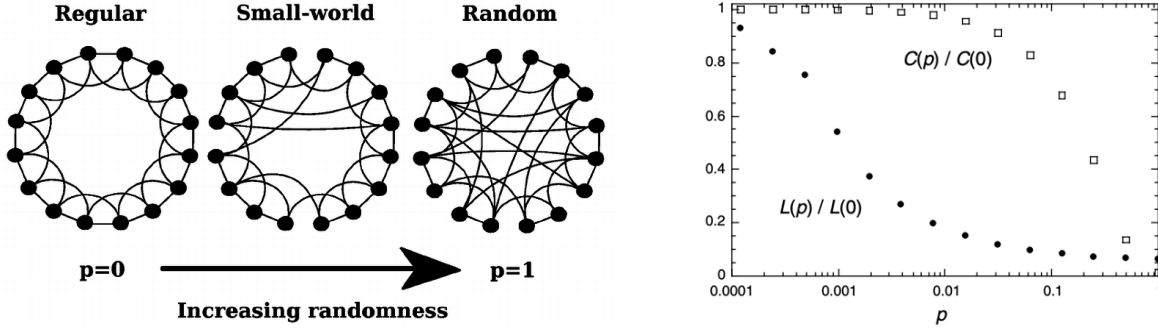 Regular Small-world Random
p=0 p=1
Increasing randomness
1
0.8
0.6
0.4
0.2
0
C(p) / C(0)
L(p) / L(0)
0.0001 0.001 0.01 0.1 1
p